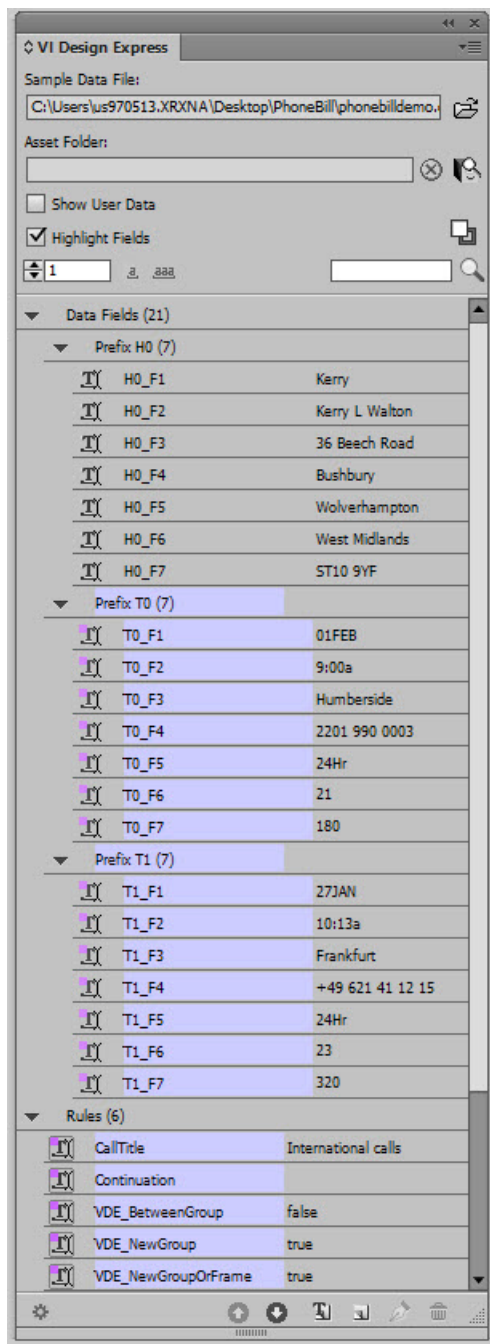 VI Design Express
Sample Data File:
C:\Users\us970513.XRXNA\Desktop\PhoneBill\phonebilldemo.
Asset Folder:
Show User Data
Highlight Fields
1 a aaa
Data Fields (21)
Prefix H0 (7)
H0_F1 Kerry
H0_F2 Kerry L Walton
H0_F3 36 Beech Road
H0_F4 Bushbury
H0_F5 Wolverhampton
H0_F6 West Midlands
H0_F7 ST10 9YF
Prefix T0 (7)
T0_F1 01FEB
T0_F2 9:00a
T0_F3 Humberside
T0_F4 2201 990 0003
T0_F5 24Hr
T0_F6 21
T0_F7 180
Prefix T1 (7)
T1_F1 27JAN
T1_F2 10:13a
T1_F3 Frankfurt
T1_F4 +49 621 41 12 15
T1_F5 24Hr
T1_F6 23
T1_F7 320
Rules (6)
CallTitle International calls
Continuation
VDE_BetweenGroup false
VDE_NewGroup true
VDE_NewGroupOrFrame true